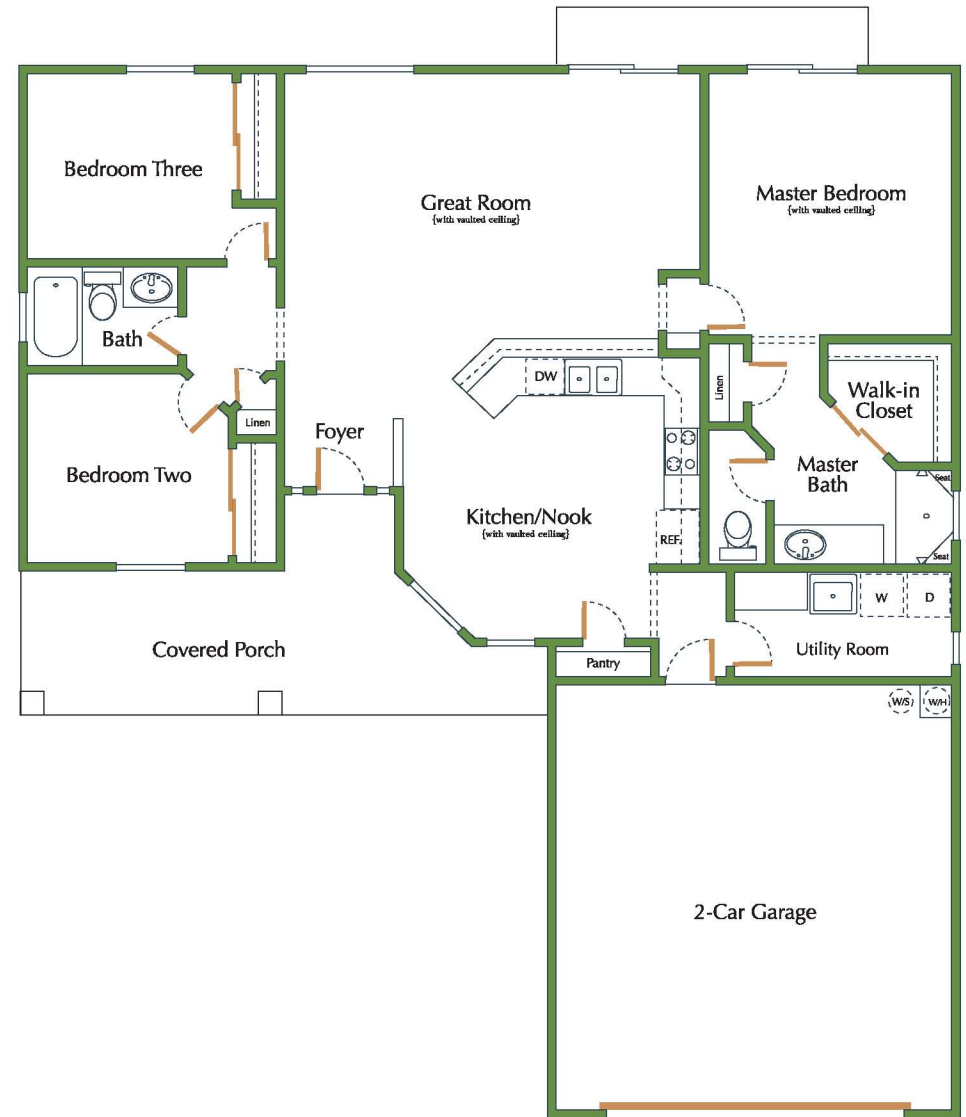 Bedroom Three
Great Room
{with vaulted ceiling}
Master Bedroom
{with vaulted ceiling}
Bath
DW
Linen
Walk-in
Closet
Linen
Foyer
Bedroom Two
Master
Bath
Seat
Seat
Kitchen/Nook
{with vaulted ceiling}
REF.
W
D
Covered Porch
Pantry
Utility Room
W/S
W/H
2-Car Garage